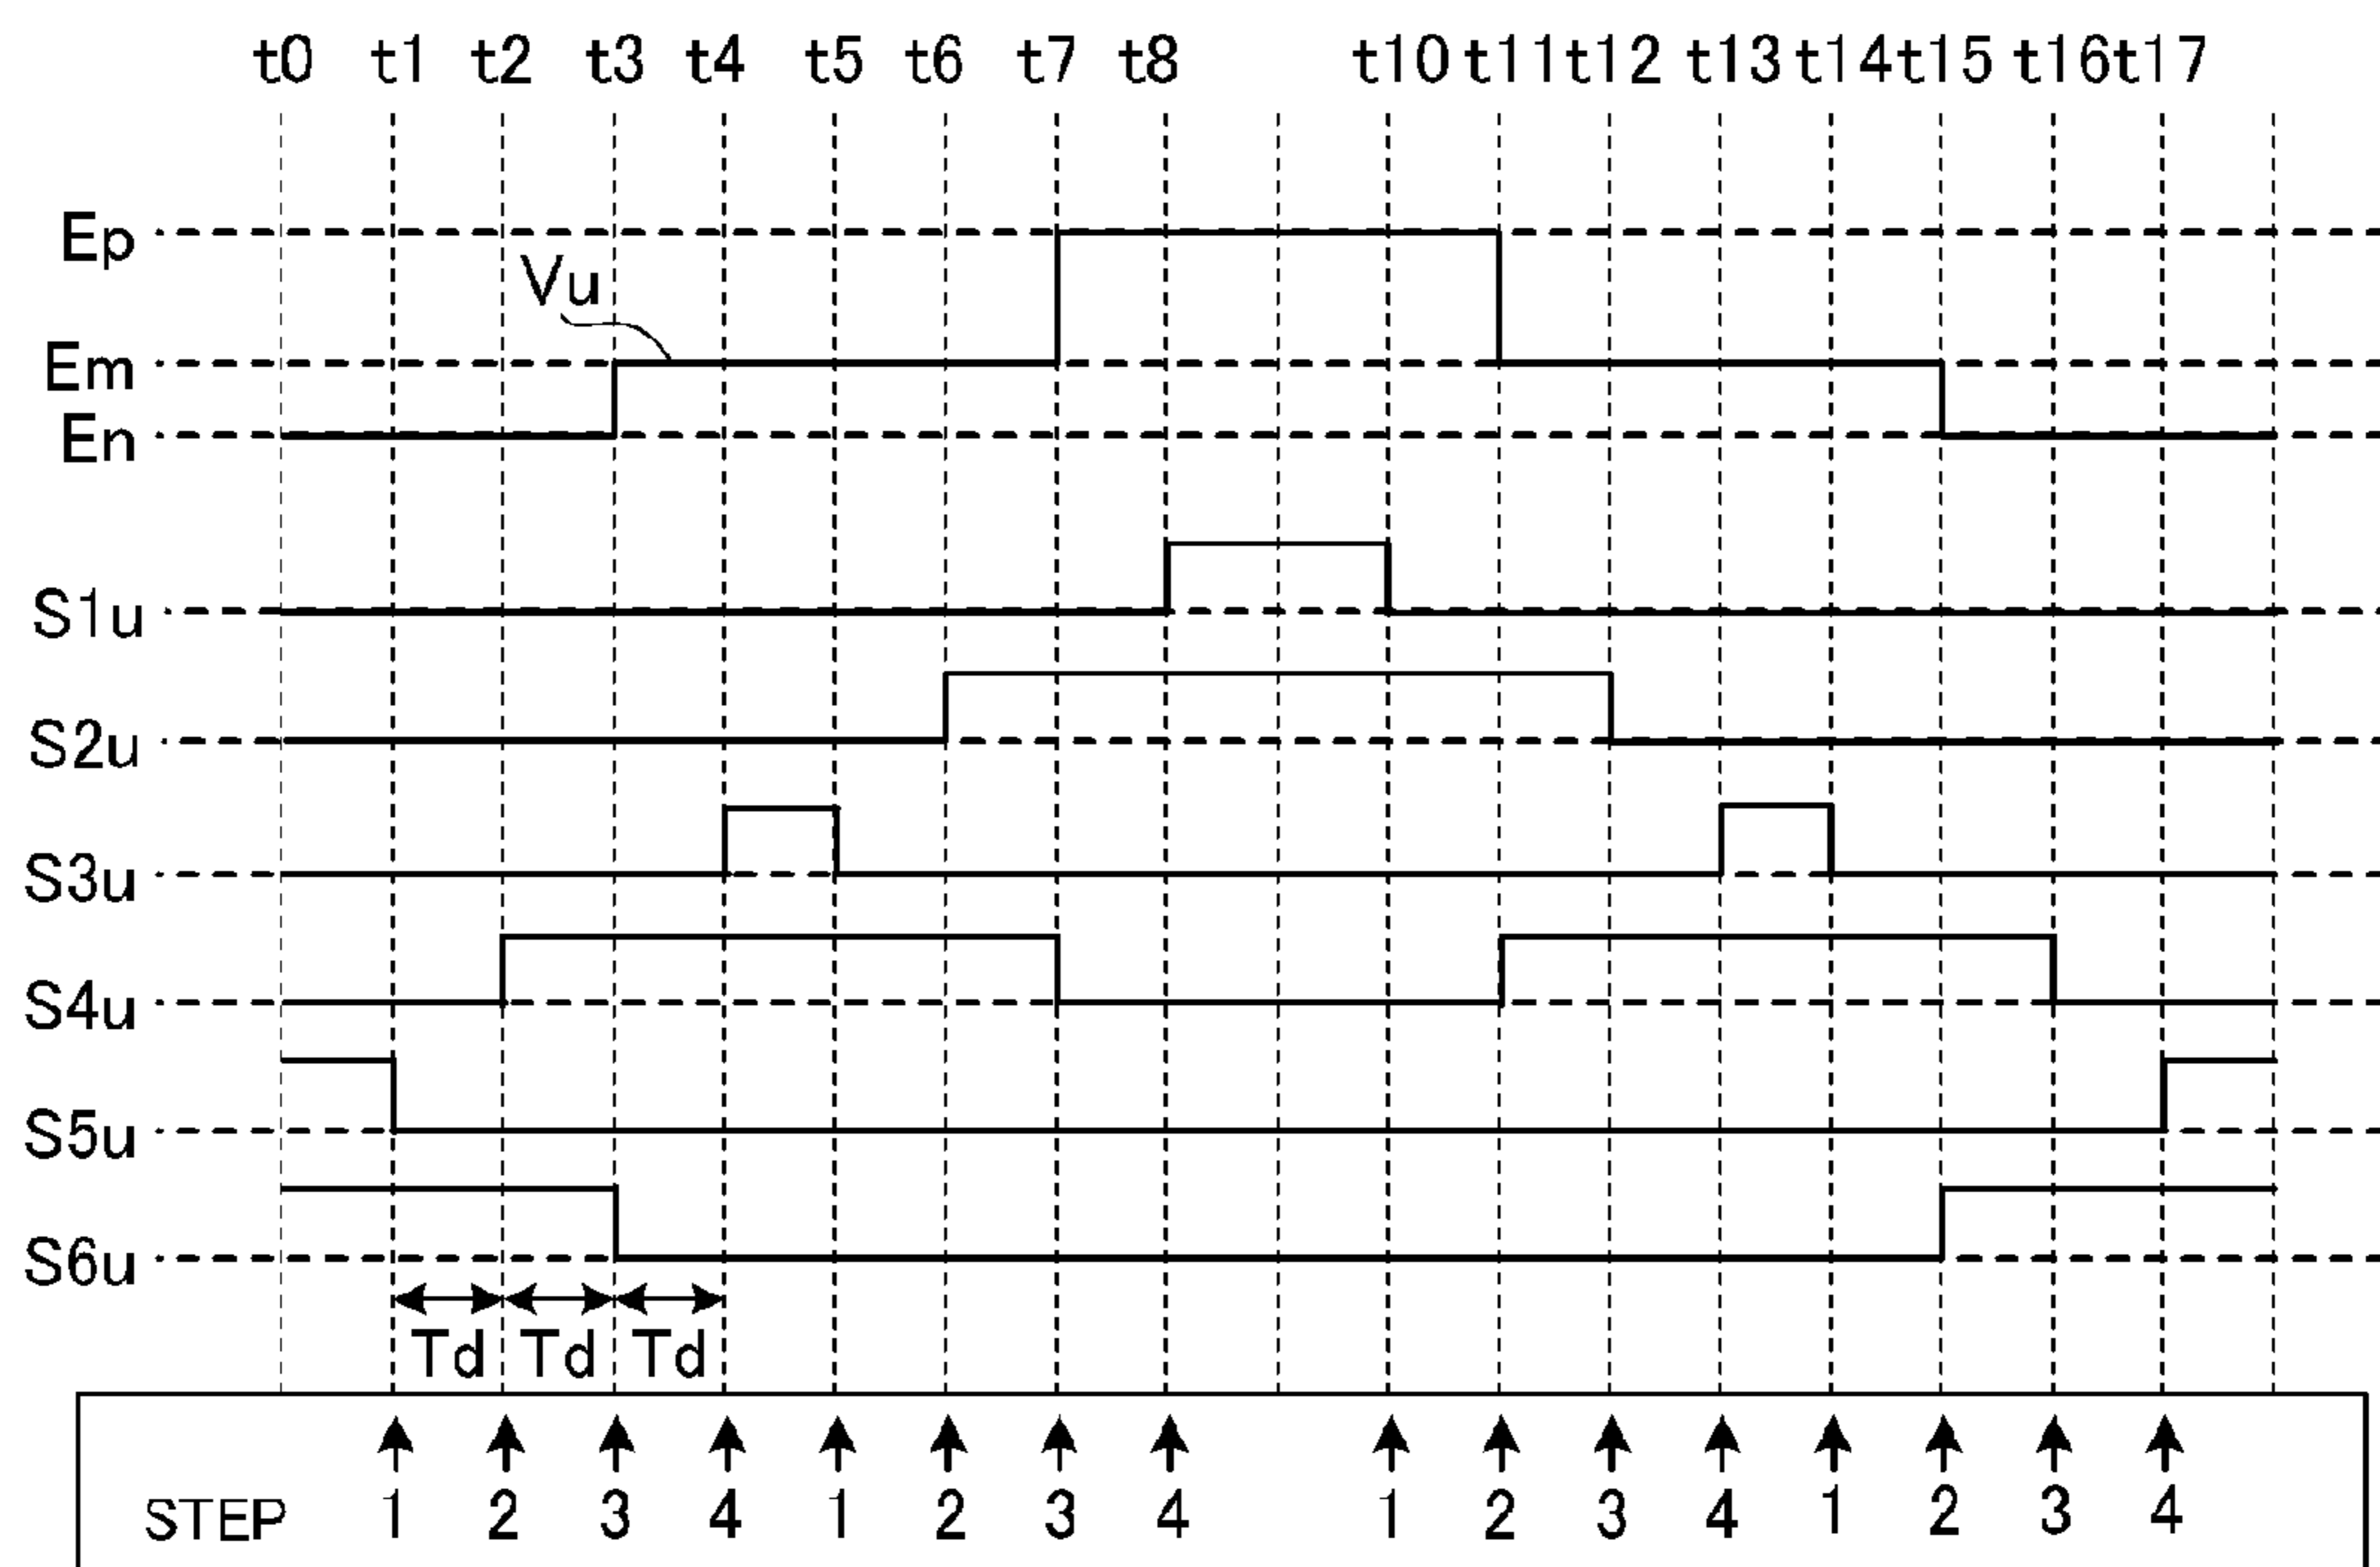 t0 t1 t2 t3 t4 t5 t6 t7 t8 t10 t11 t12 t13 t14 t15 t16 t17
Ep
Vu
Em
En
S1u
S2u
S3u
S4u
S5u
S6u
Td Td Td
STEP 1 2 3 4 1 2 3 4 1 2 3 4 1 2 3 4